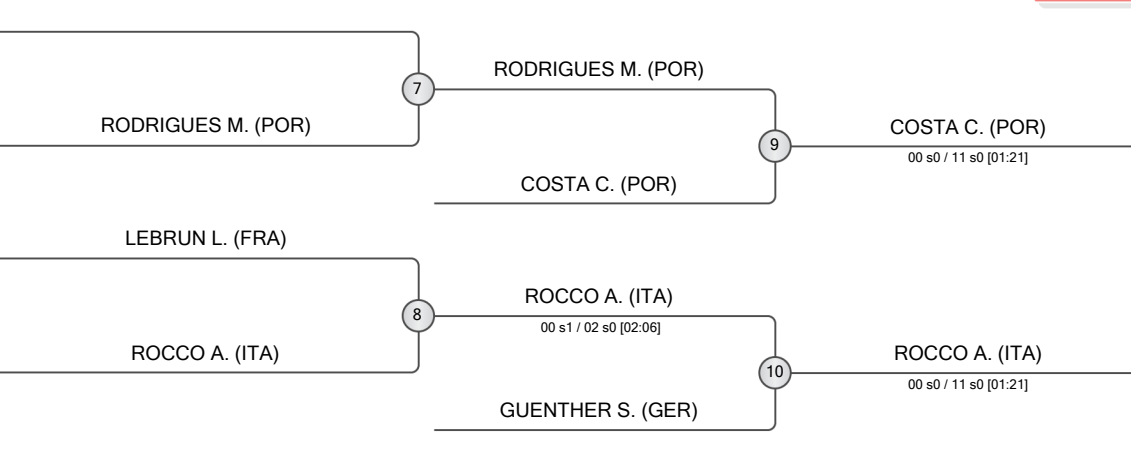 7
RODRIGUES M. (POR)
RODRIGUES M. (POR)
9
COSTA C. (POR)
COSTA C. (POR)
00 s0 / 11 s0 [01:21]
LEBRUN L. (FRA)
8
ROCCO A. (ITA)
ROCCO A. (ITA)
00 s1 / 02 s0 [02:06]
10
GUENTHER S. (GER)
ROCCO A. (ITA)
00 s0 / 11 s0 [01:21]